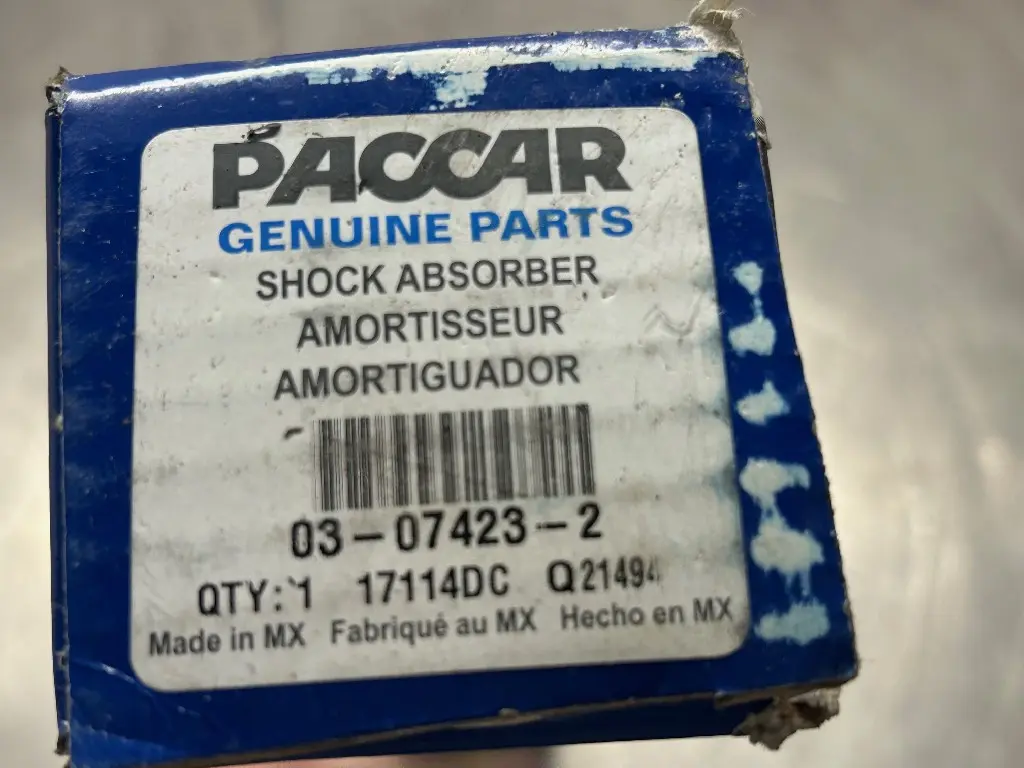 PACCAR
GENUINE PARTS
SHOCK ABSORBER
AMORTISSEUR
AMORTIGUADOR
03-07423-2
QTY: 1 17114DC Q21494
Made in MX Fabriqué au MX Hecho en MX